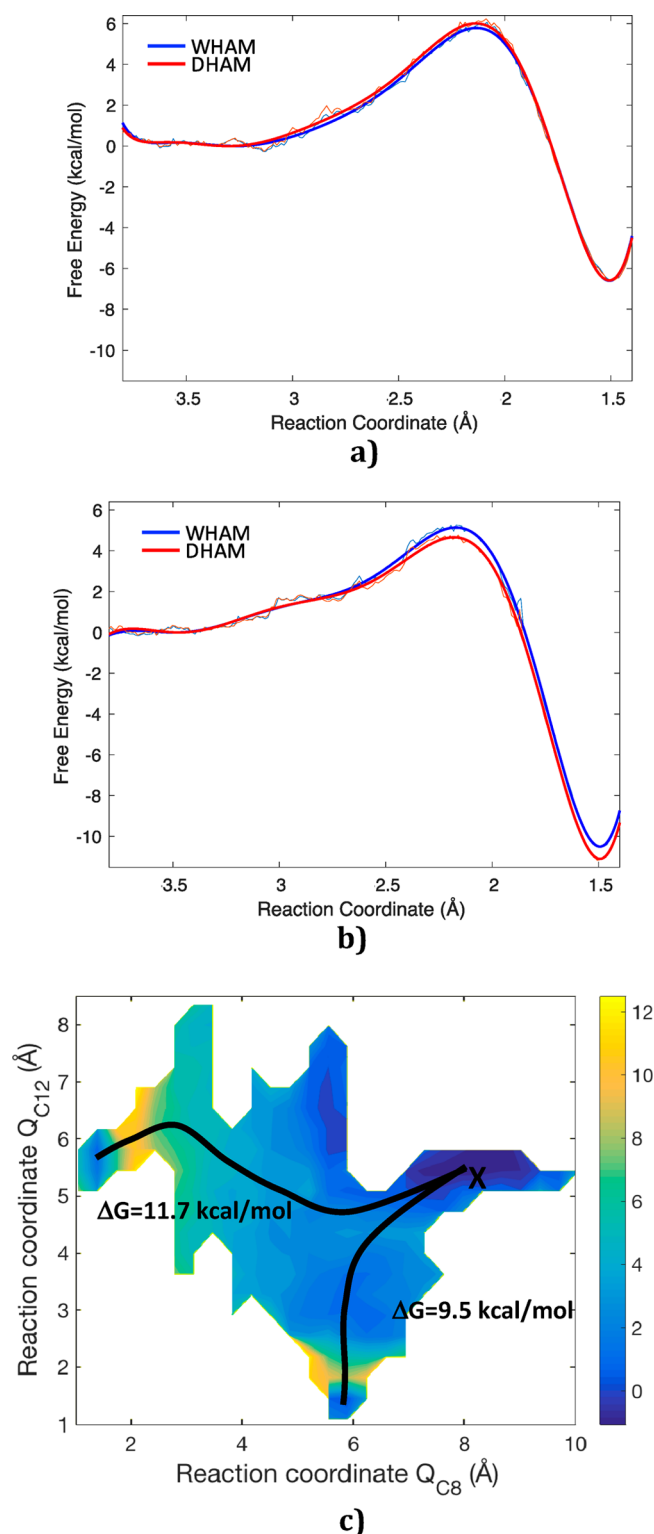 6
4
2
0
-2
-4
-6
-8
-10
WHAM
DHAM
Free Energy (kcal/mol)
3.5 3 2.5 2 1.5
Reaction Coordinate (Å)
a)
6
4
2
0
-2
-4
-6
-8
-10
WHAM
DHAM
Free Energy (kcal/mol)
3.5 3 2.5 2 1.5
Reaction Coordinate (Å)
b)
8
7
6
5
4
3
2
1
Reaction coordinate Q_C12 (Å)
X
ΔG=11.7 kcal/mol
ΔG=9.5 kcal/mol
2 4 6 8 10
Reaction coordinate Q_C8 (Å)
12
10
8
6
4
2
0
c)